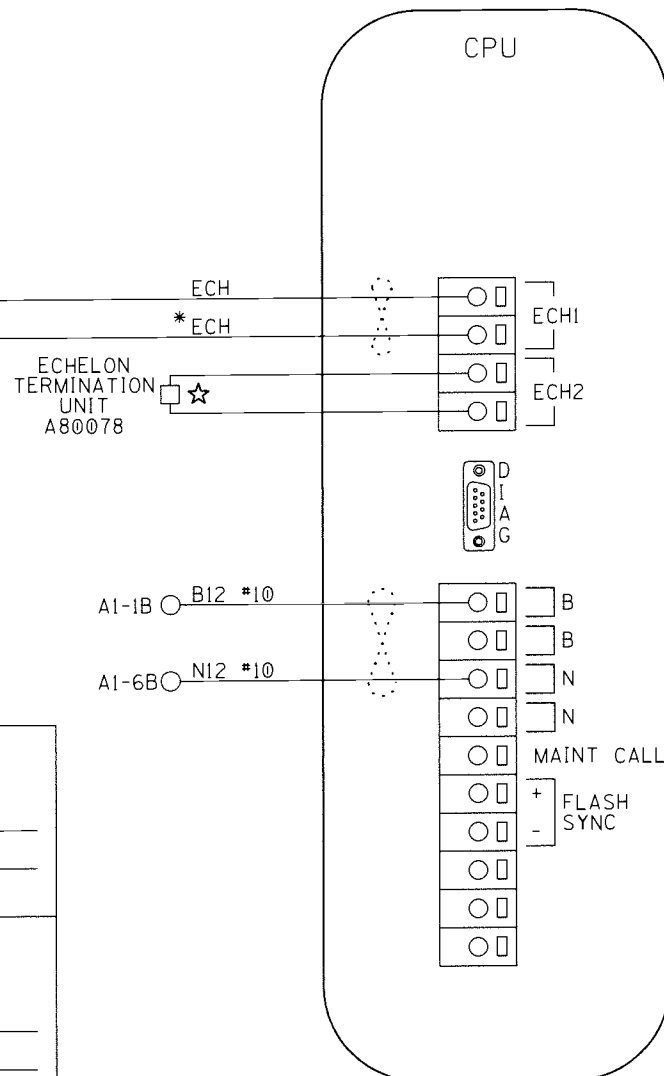 CPU
ECH
* ECH
ECH1
ECHELON
TERMINATION
UNIT
A80078
ECH2
D
I
A
G
A1-1B B12 #10
B
B
A1-6B N12 #10
N
N
MAINT CALL
+
-
FLASH
SYNC